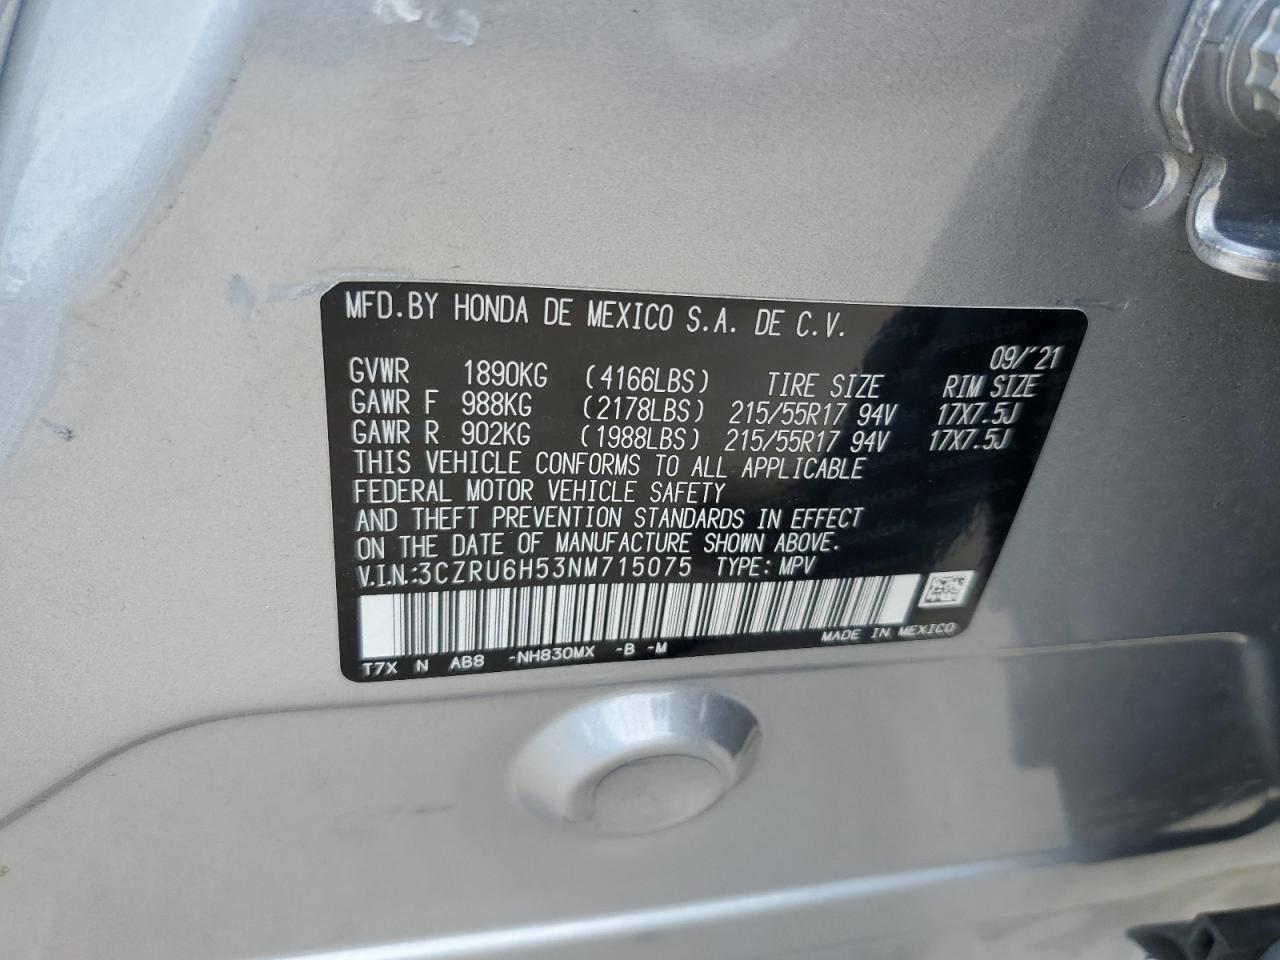 MFD.BY HONDA DE MEXICO S.A. DE C.V.
09/'21
GVWR 1890KG (4166LBS) TIRE SIZE RIM SIZE
GAWR F 988KG (2178LBS) 215/55R17 94V 17X7.5J
GAWR R 902KG (1988LBS) 215/55R17 94V 17X7.5J
THIS VEHICLE CONFORMS TO ALL APPLICABLE
FEDERAL MOTOR VEHICLE SAFETY
AND THEFT PREVENTION STANDARDS IN EFFECT
ON THE DATE OF MANUFACTURE SHOWN ABOVE.
V.I.N.:3CZRU6H53NM715075 TYPE: MPV
MADE IN MEXICO
T7X N AB8 -NH830MX -B -M